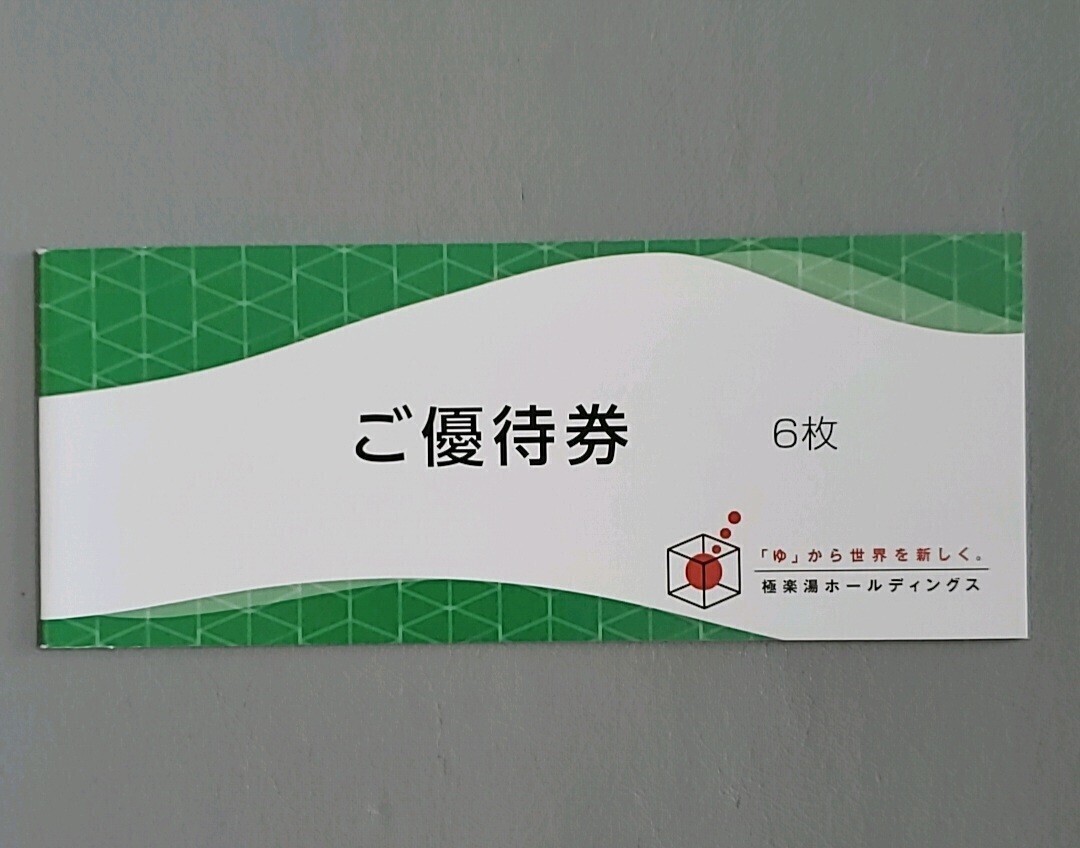 ご優待券 6枚
「ゆ」から世界を新しく。
極楽湯ホールディングス